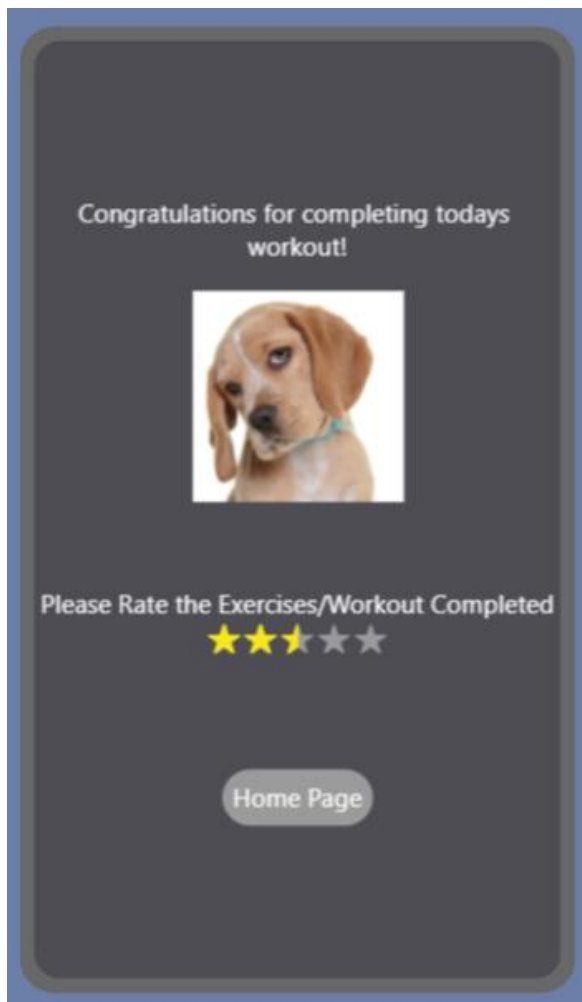 Congratulations for completing todays
workout!
Please Rate the Exercises/Workout Completed
Home Page